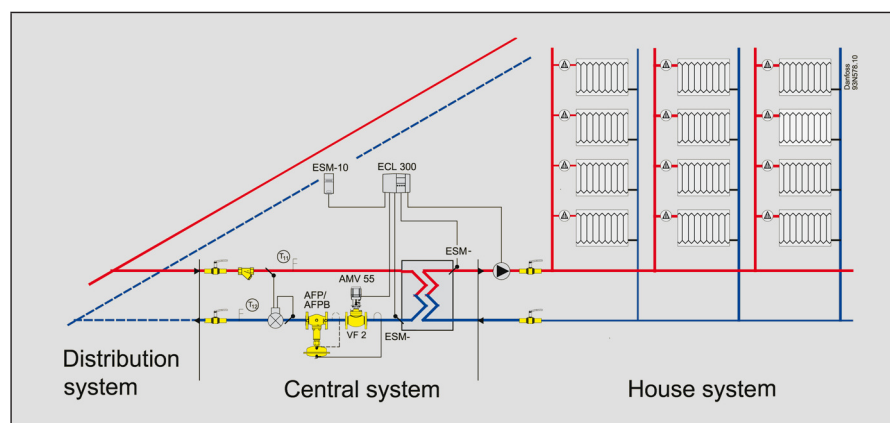 ESM-10
ECL 300
Danfoss
93N578.10
ESM-
T11
AMV 55
T12
AFP/
AFPB
VF 2
ESM-
Distribution
system
Central system
House system